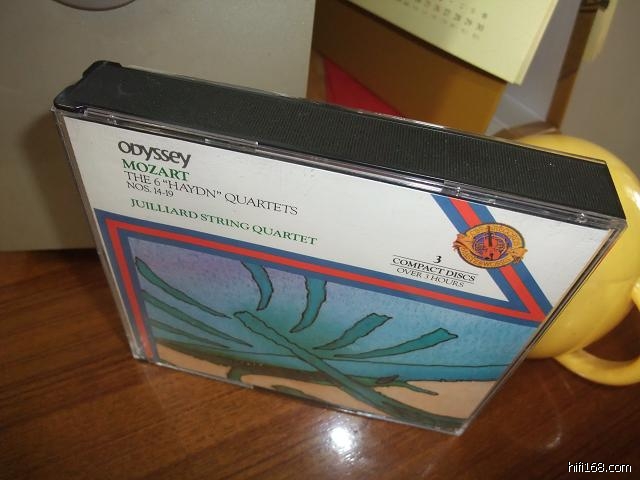 ODYSSEY
MOZART
THE 6 "HAYDN" QUARTETS
NOS. 14-19
JUILLIARD STRING QUARTET
3
COMPACT DISCS
OVER 3 HOURS
hifi168.com